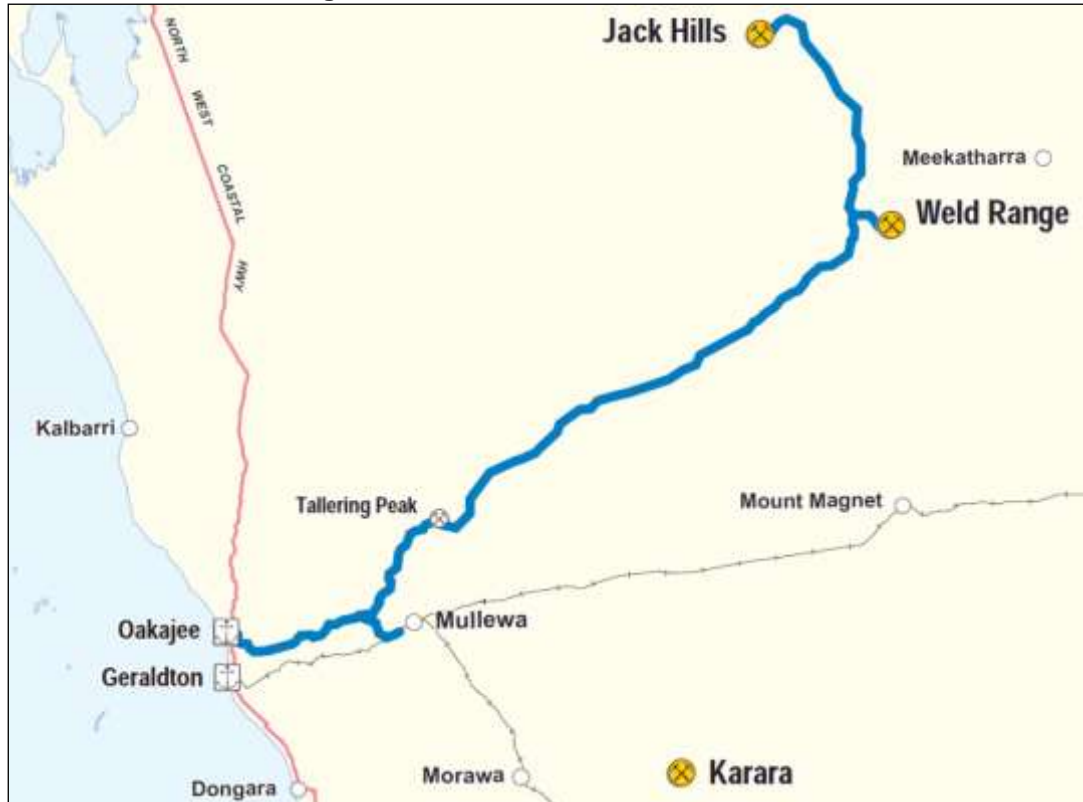 Jack Hills
NORTH
WEST
COASTAL
HWY
Meekatharra
Weld Range
Kalbarri
Tallering Peak
Mount Magnet
Oakajee
Mullewa
Geraldton
Dongara
Morawa
Karara